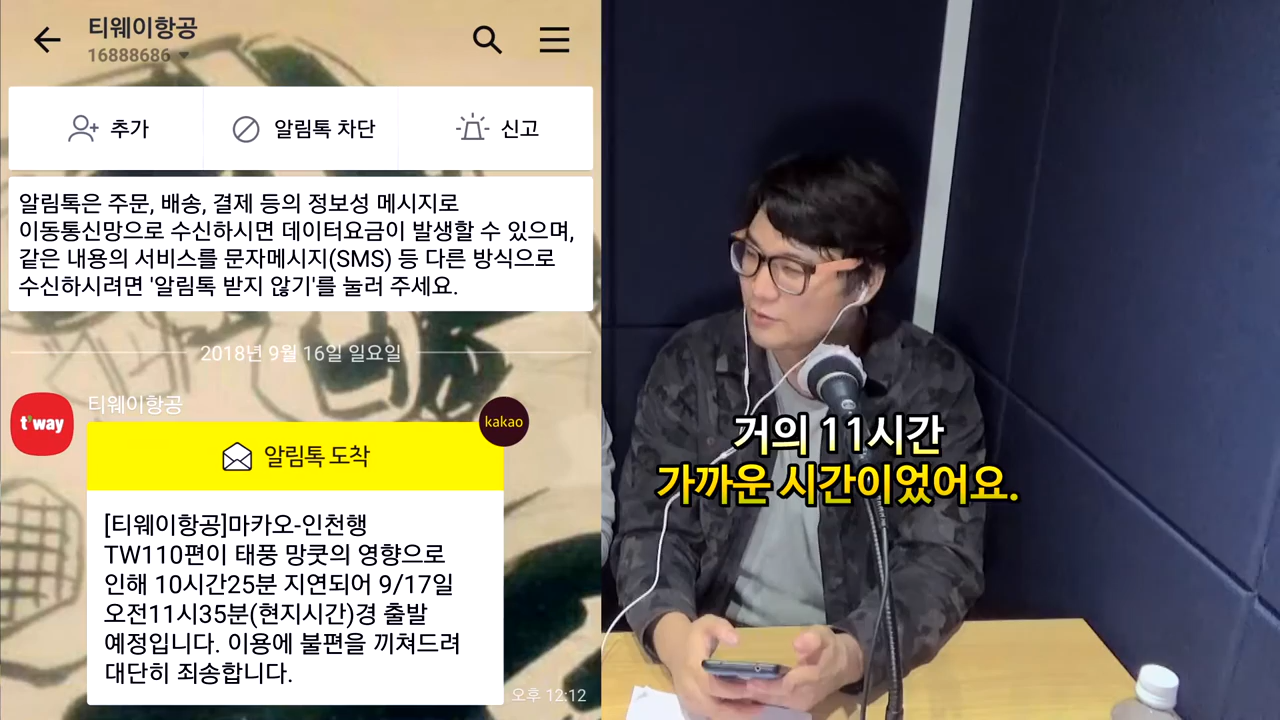 티웨이항공
16888686
추가
알림톡 차단
신고
알림톡은 주문, 배송, 결제 등의 정보성 메시지로
이동통신망으로 수신하시면 데이터요금이 발생할 수 있으며,
같은 내용의 서비스를 문자메시지(SMS) 등 다른 방식으로
수신하시려면 '알림톡 받지 않기'를 눌러 주세요.
2018년 9월 16일 일요일
t'way
티웨이항공
kakao
알림톡 도착
[티웨이항공]마카오-인천행
TW110편이 태풍 망쿳의 영향으로
인해 10시간25분 지연되어 9/17일
오전11시35분(현지시간)경 출발
예정입니다. 이용에 불편을 끼쳐드려
대단히 죄송합니다.
오후 12:12
거의 11시간
가까운 시간이었어요.